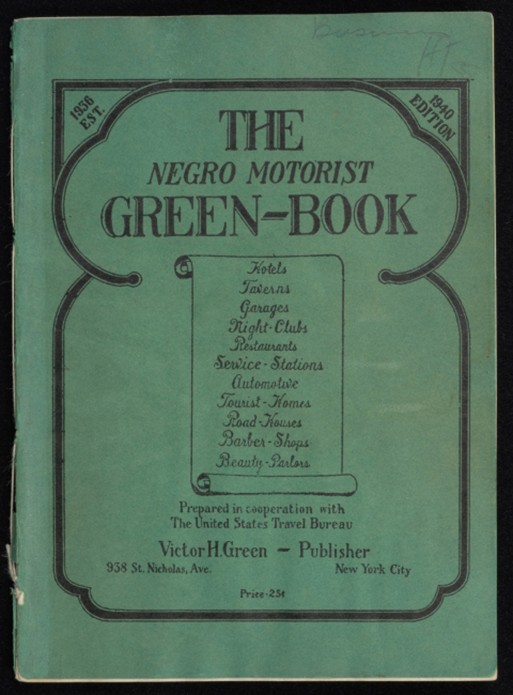 1936
EST.
1940
EDITION
THE
NEGRO MOTORIST
GREEN-BOOK
Hotels
Taverns
Garages
Night-Clubs
Restaurants
Service-Stations
Automotive
Tourist-Homes
Road-Houses
Barber-Shops
Beauty-Parlors
Prepared in cooperation with
The United States Travel Bureau
Victor H. Green - Publisher
938 St. Nicholas, Ave. New York City
Price-25¢